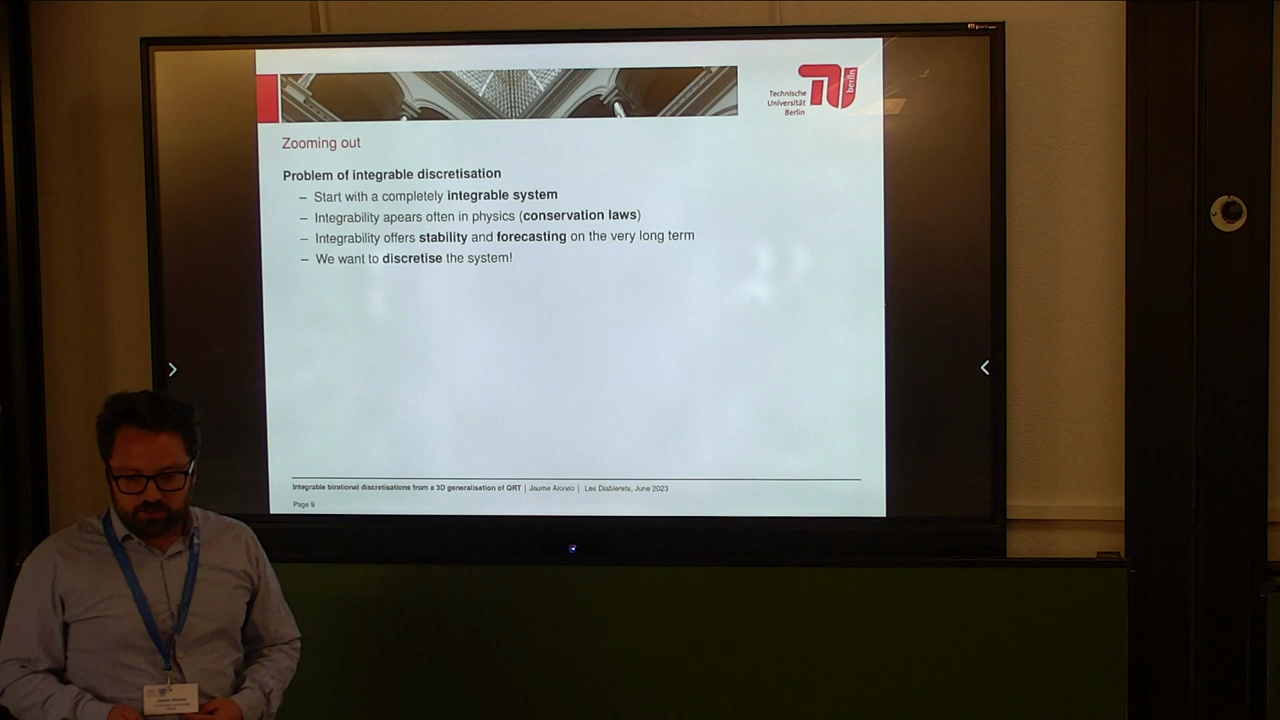 Technische
Universität
Berlin
berlin
Zooming out
Problem of integrable discretisation
– Start with a completely integrable system
– Integrability apears often in physics (conservation laws)
– Integrability offers stability and forecasting on the very long term
– We want to discretise the system!
Integrable birational discretisations from a 3D generalisation of QRT | Jaume Alonso | Les Diablerets, June 2023
Page 9